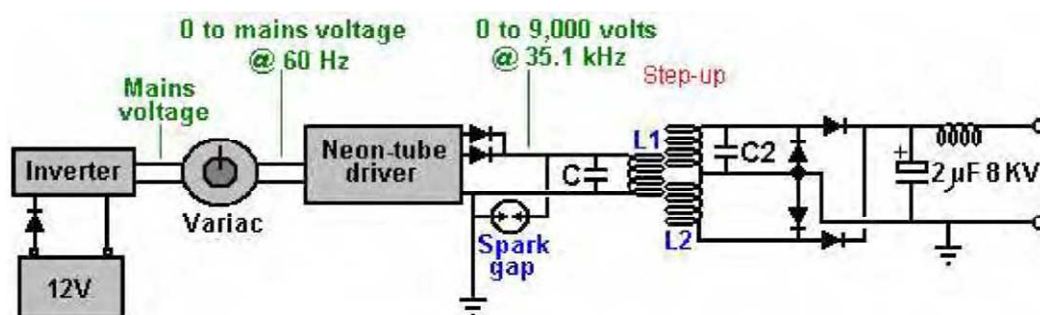 0 to mains voltage
@ 60 Hz
0 to 9,000 volts
@ 35.1 kHz
Step-up
Mains
voltage
Inverter
Variac
Neon-tube
driver
C
L1
C2
+
2 µF 8 KV
L2
Spark
gap
12V